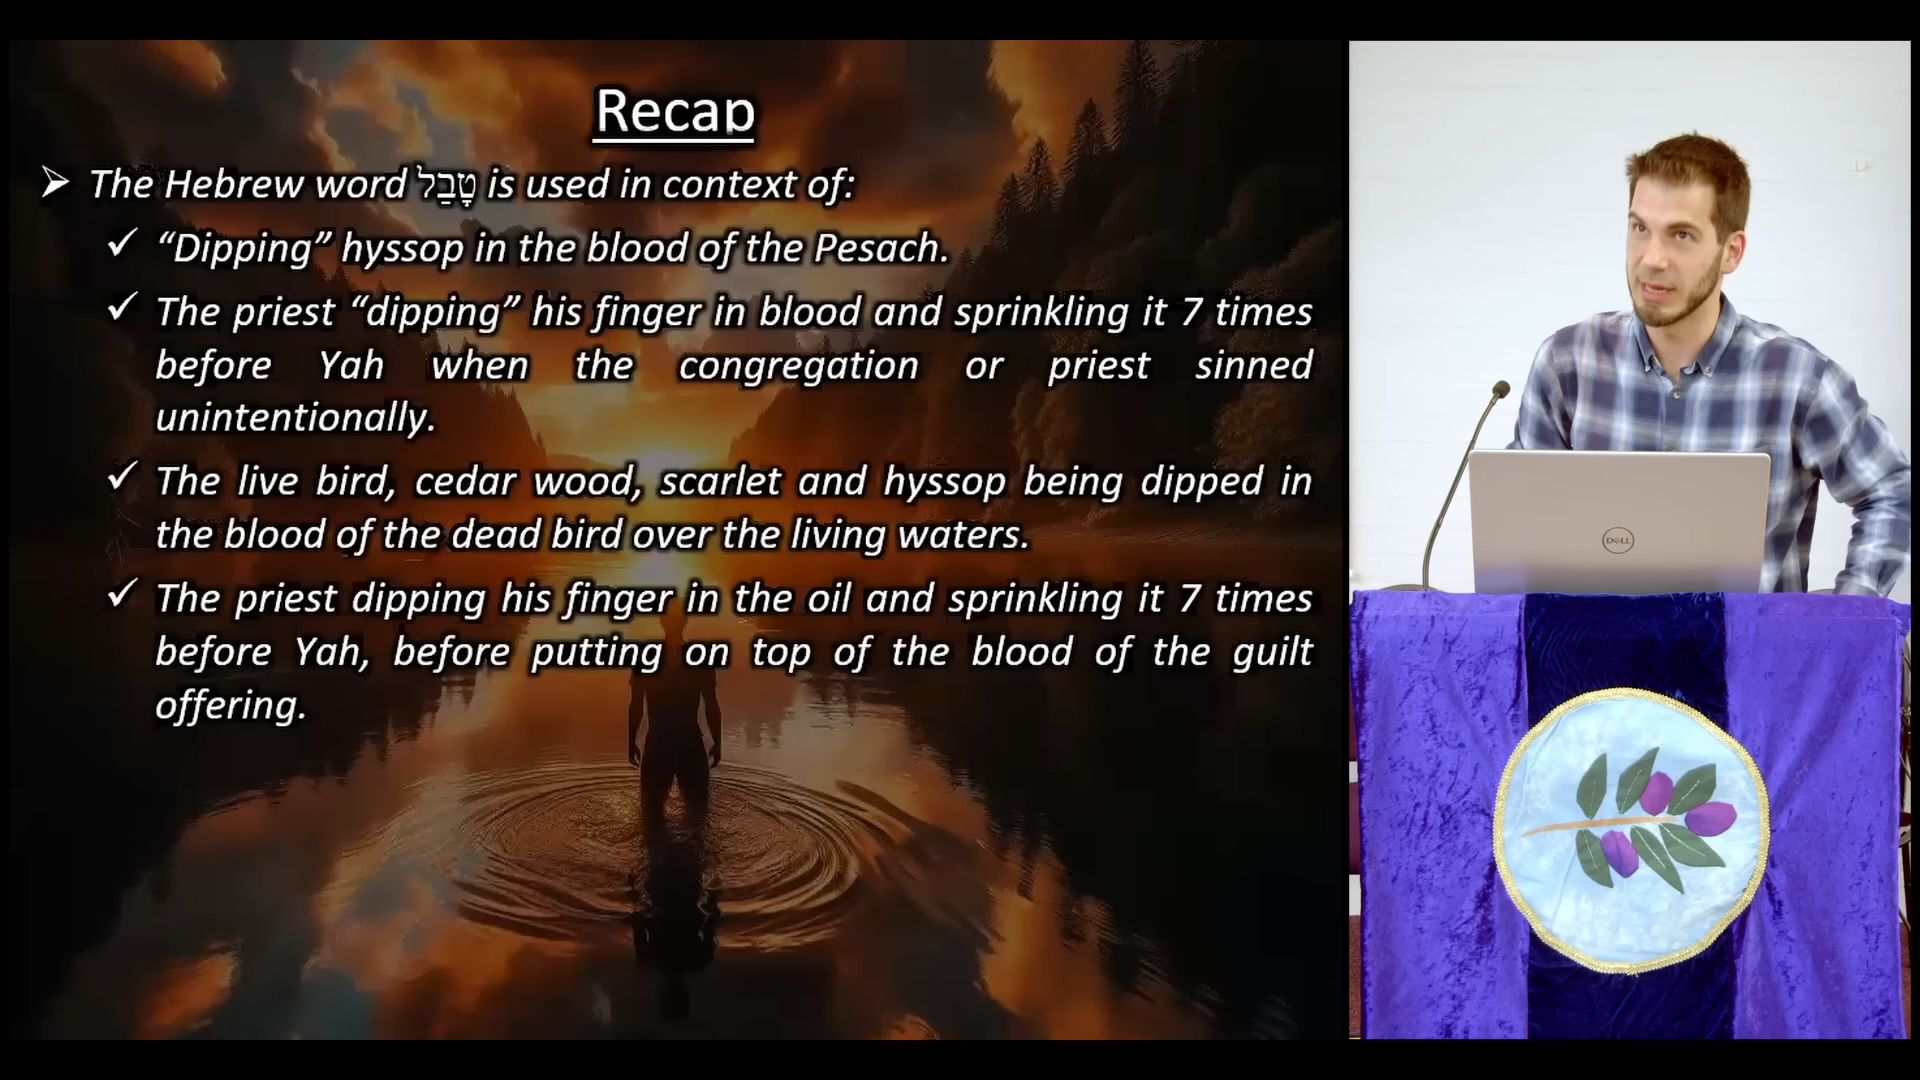 Recap
➢ The Hebrew word טָבַל is used in context of:
✓ “Dipping” hyssop in the blood of the Pesach.
✓ The priest “dipping” his finger in blood and sprinkling it 7 times
before Yah when the congregation or priest sinned
unintentionally.
✓ The live bird, cedar wood, scarlet and hyssop being dipped in
the blood of the dead bird over the living waters.
✓ The priest dipping his finger in the oil and sprinkling it 7 times
before Yah, before putting on top of the blood of the guilt
offering.
DELL